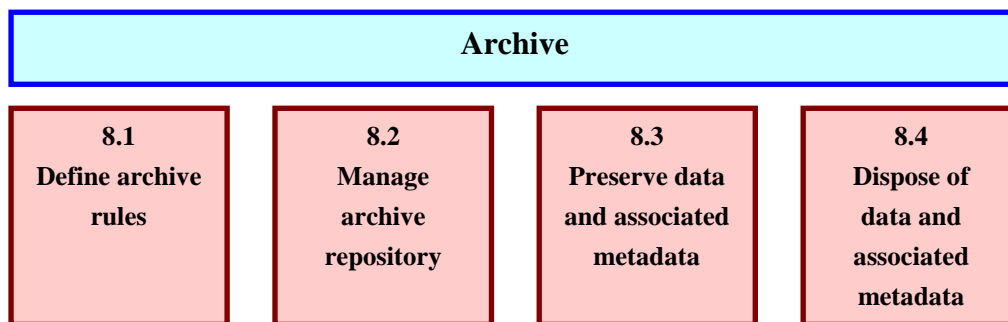 Archive
8.1
Define archive
rules
8.2
Manage
archive
repository
8.3
Preserve data
and associated
metadata
8.4
Dispose of
data and
associated
metadata